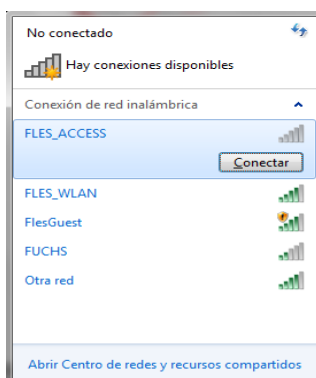 No conectado
Hay conexiones disponibles
Conexión de red inalámbrica
FLES_ACCESS
Conectar
FLES_WLAN
FlesGuest
FUCHS
Otra red
Abrir Centro de redes y recursos compartidos